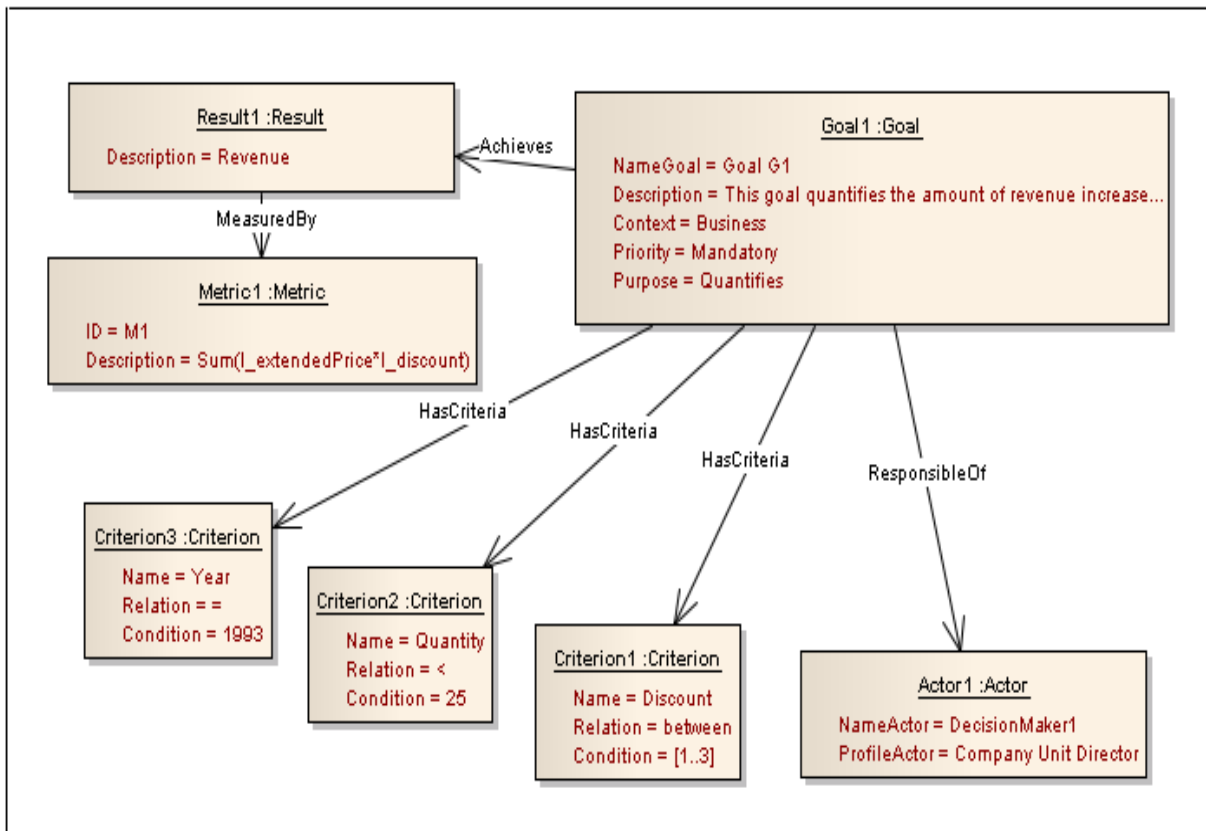 Result1 :Result
Description = Revenue
Achieves
Goal1 :Goal
NameGoal = Goal G1
Description = This goal quantifies the amount of revenue increase...
Context = Business
Priority = Mandatory
Purpose = Quantifies
MeasuredBy
Metric1 :Metric
ID = M1
Description = Sum(l_extendedPrice*l_discount)
HasCriteria
HasCriteria
HasCriteria
ResponsibleOf
Criterion3 :Criterion
Name = Year
Relation = =
Condition = 1993
Criterion2 :Criterion
Name = Quantity
Relation = <
Condition = 25
Criterion1 :Criterion
Name = Discount
Relation = between
Condition = [1..3]
Actor1 :Actor
NameActor = DecisionMaker1
ProfileActor = Company Unit Director